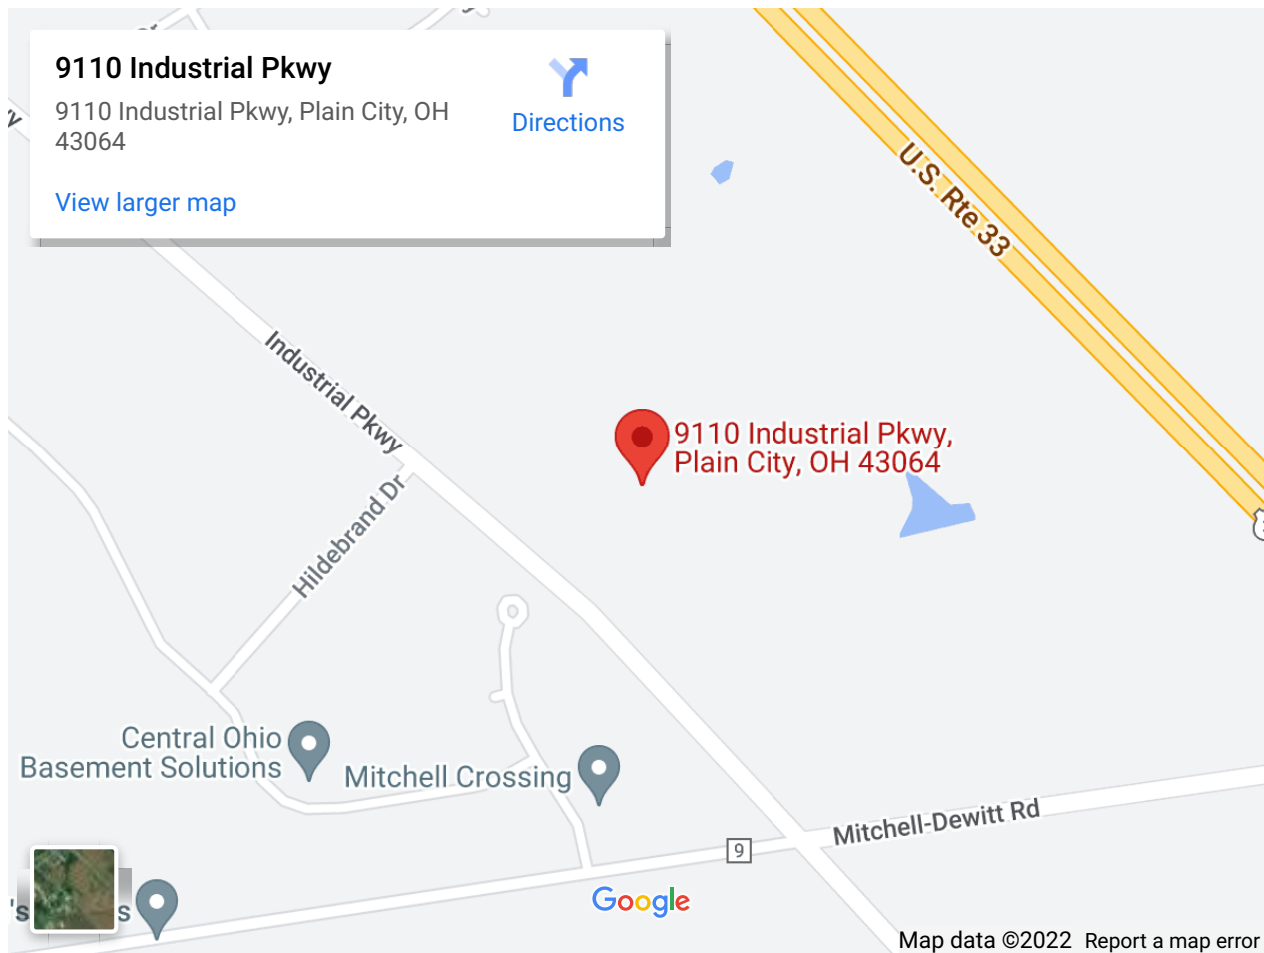 9110 Industrial Pkwy
9110 Industrial Pkwy, Plain City, OH
43064
Directions
View larger map
U.S. Rte 33
Industrial Pkwy
9110 Industrial Pkwy,
Plain City, OH 43064
Hildebrand Dr
Central Ohio
Basement Solutions
Mitchell Crossing
Mitchell-Dewitt Rd
9
Google
Map data ©2022 Report a map error